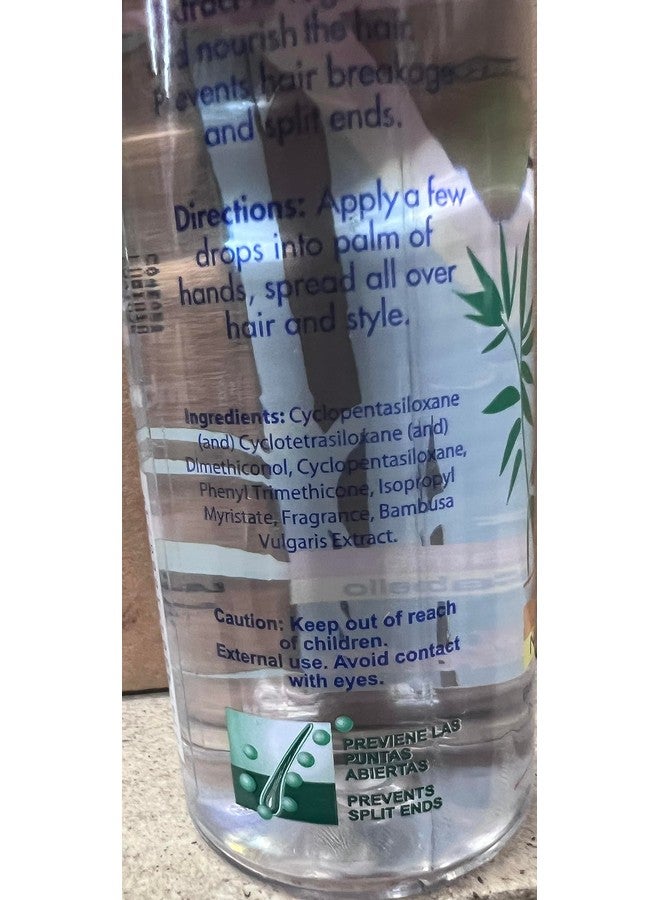 nourish the hair.
Prevents hair breakage
and split ends.
Directions: Apply a few
drops into palm of
hands, spread all over
hair and style.
Ingredients: Cyclopentasiloxane
(and) Cyclotetrasiloxane (and)
Dimethiconol, Cyclopentasiloxane,
Phenyl Trimethicone, Isopropyl
Myristate, Fragrance, Bambusa
Vulgaris Extract.
Caution: Keep out of reach
of children.
External use. Avoid contact
with eyes.
PREVIENE LAS
PUNTAS
ABIERTAS
PREVENTS
SPLIT ENDS